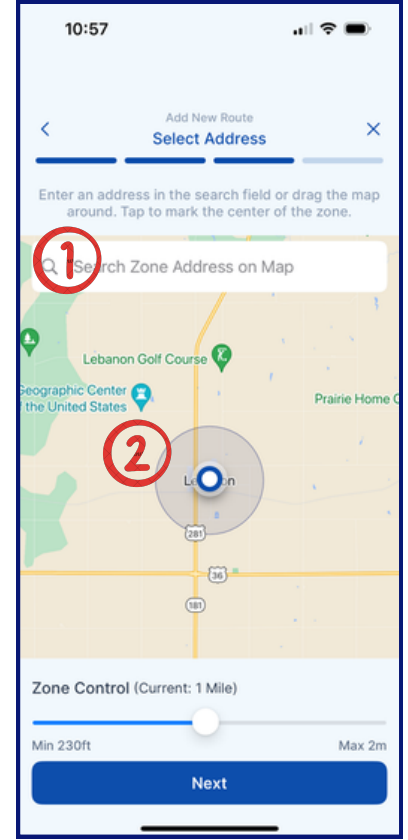 10:57
Add New Route
Select Address
Enter an address in the search field or drag the map
around. Tap to mark the center of the zone.
1
Search Zone Address on Map
Lebanon Golf Course
Geographic Center
the United States
Prairie Home
2
281
36
181
Zone Control (Current: 1 Mile)
Min 230ft
Max 2m
Next